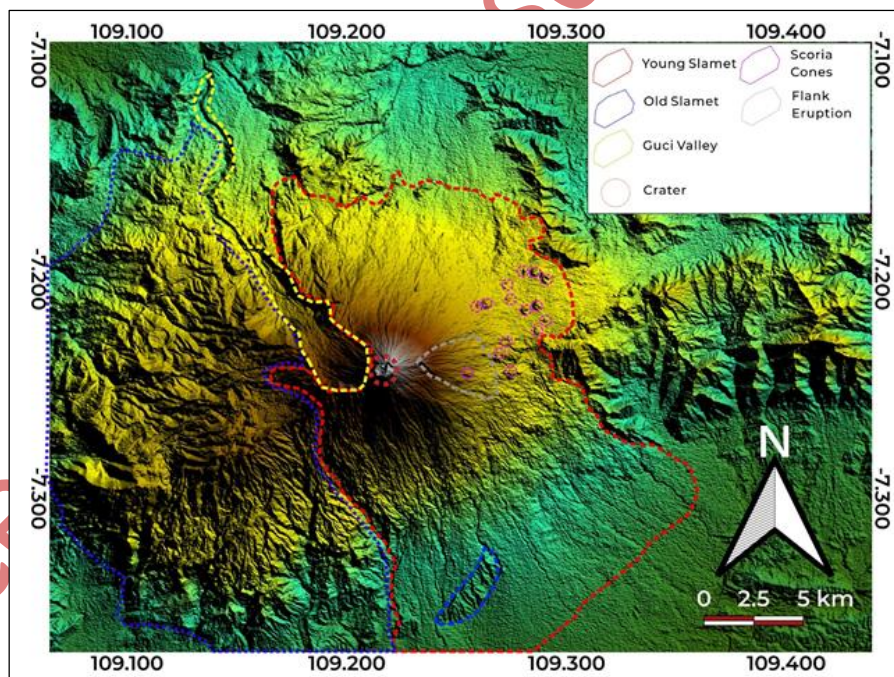 109.100 109.200 109.300 109.400
-7.100
-7.100
Young Slamet
Scoria
Cones
Old Slamet
Flank
Eruption
Guci Valley
Crater
-7.200
-7.200
-7.300
-7.300
N
0 2.5 5 km
109.100 109.200 109.300 109.400